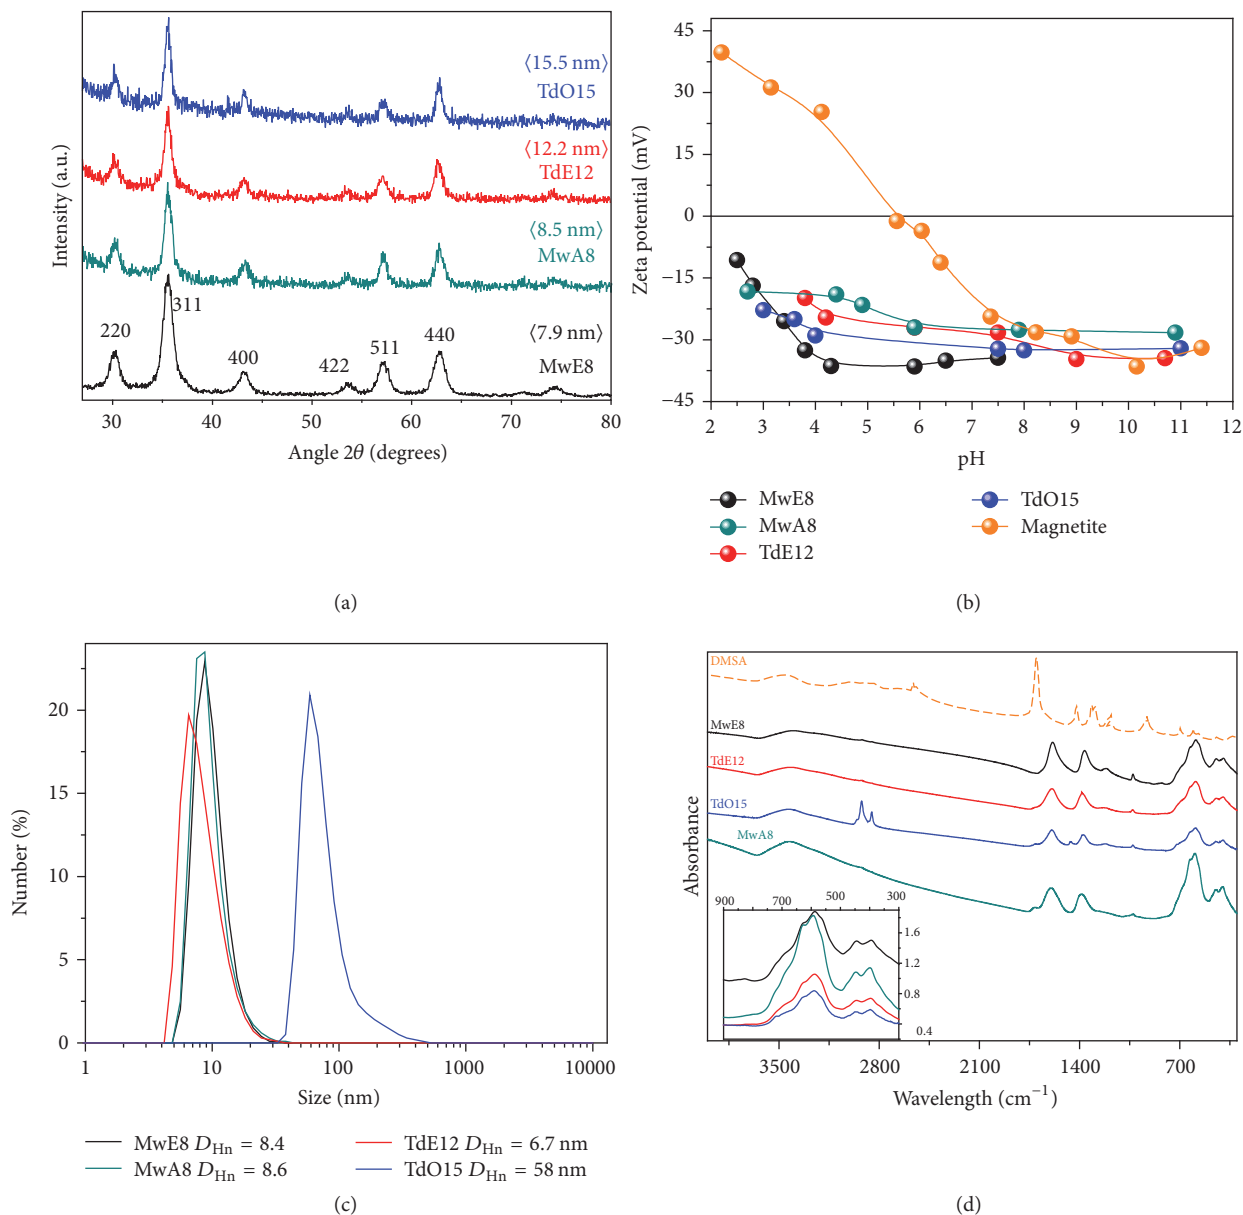 ⟨15.5 nm⟩
TdO15
⟨12.2 nm⟩
TdE12
⟨8.5 nm⟩
MwA8
311
220
400
422
511
440
⟨7.9 nm⟩
MwE8
Intensity (a.u.)
30 40 50 60 70 80
Angle 2θ (degrees)
(a)
45
30
15
0
−15
−30
−45
Zeta potential (mV)
2 3 4 5 6 7 8 9 10 11 12
pH
MwE8
MwA8
TdE12
TdO15
Magnetite
(b)
20
15
10
5
0
Number (%)
1 10 100 1000 10000
Size (nm)
MwE8 D_Hn = 8.4
MwA8 D_Hn = 8.6
TdE12 D_Hn = 6.7 nm
TdO15 D_Hn = 58 nm
(c)
DMSA
MwE8
TdE12
TdO15
MwA8
Absorbance
900 700 500 300
1.6
1.2
0.8
0.4
3500 2800 2100 1400 700
Wavelength (cm⁻¹)
(d)